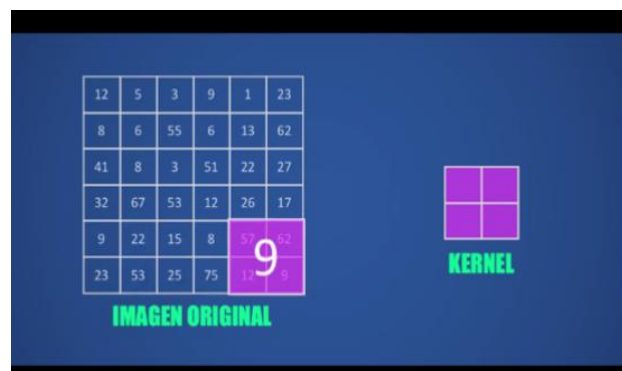 12 5 3 9 1 23
8 6 55 6 13 62
41 8 3 51 22 27
32 67 53 12 26 17
9 22 15 8 57 62
23 53 25 75 12 9
9
KERNEL
IMAGEN ORIGINAL